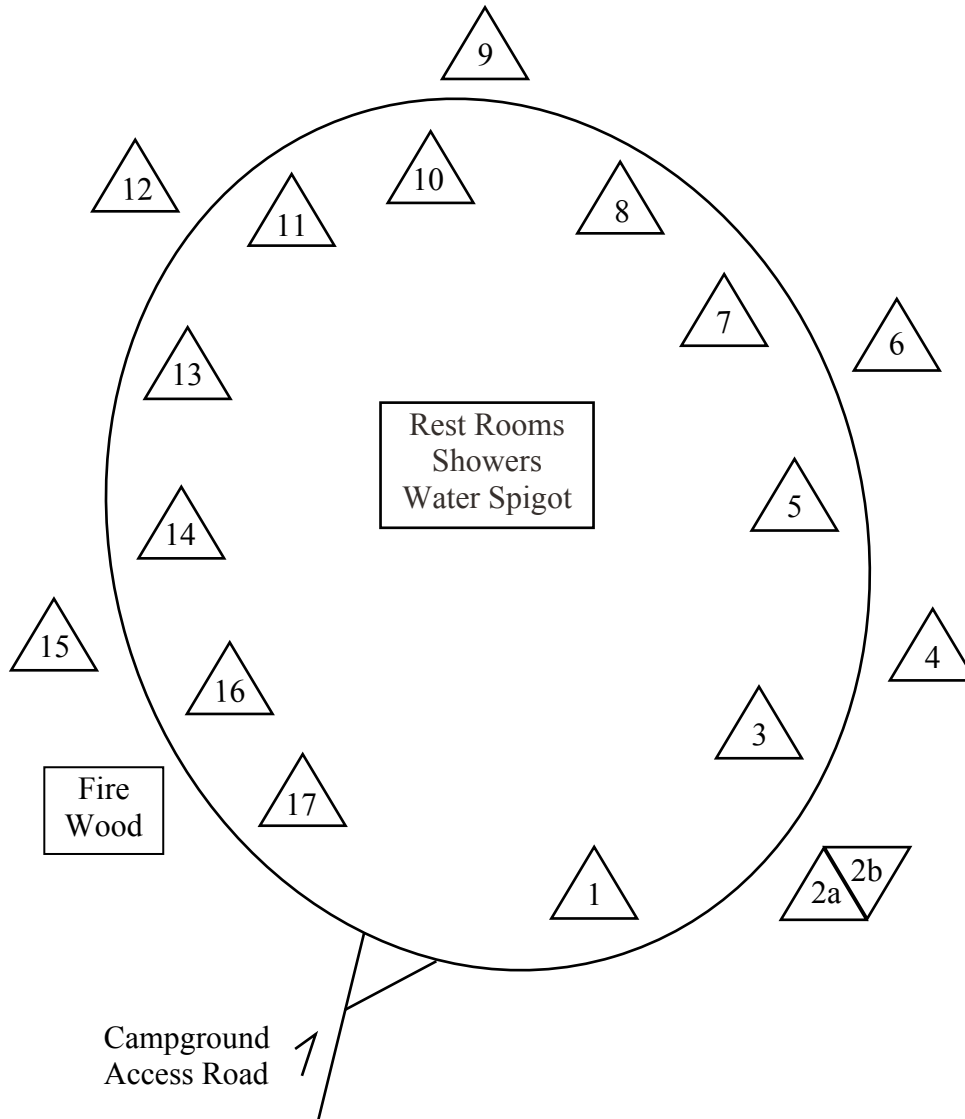 9
12
10
8
11
7
6
13
Rest Rooms
Showers
Water Spigot
5
14
15
4
16
3
Fire
Wood
17
2b
2a
1
Campground
Access Road